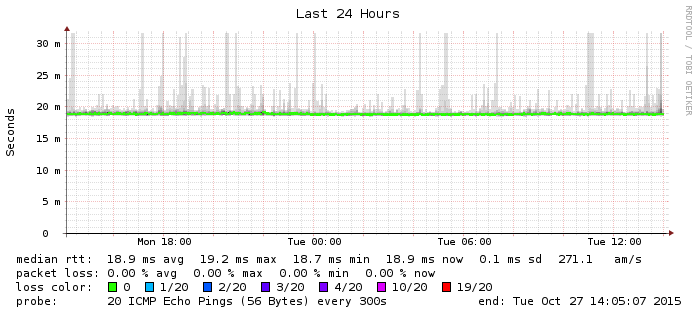 Last 24 Hours
RRDTOOL / TOBI OETIKER
Seconds
30 m
25 m
20 m
15 m
10 m
5 m
0
Mon 18:00 Tue 00:00 Tue 06:00 Tue 12:00
median rtt: 18.9 ms avg 19.2 ms max 18.7 ms min 18.9 ms now 0.1 ms sd 271.1 am/s
packet loss: 0.00 % avg 0.00 % max 0.00 % min 0.00 % now
loss color: 0 1/20 2/20 3/20 4/20 10/20 19/20
probe: 20 ICMP Echo Pings (56 Bytes) every 300s end: Tue Oct 27 14:05:07 2015